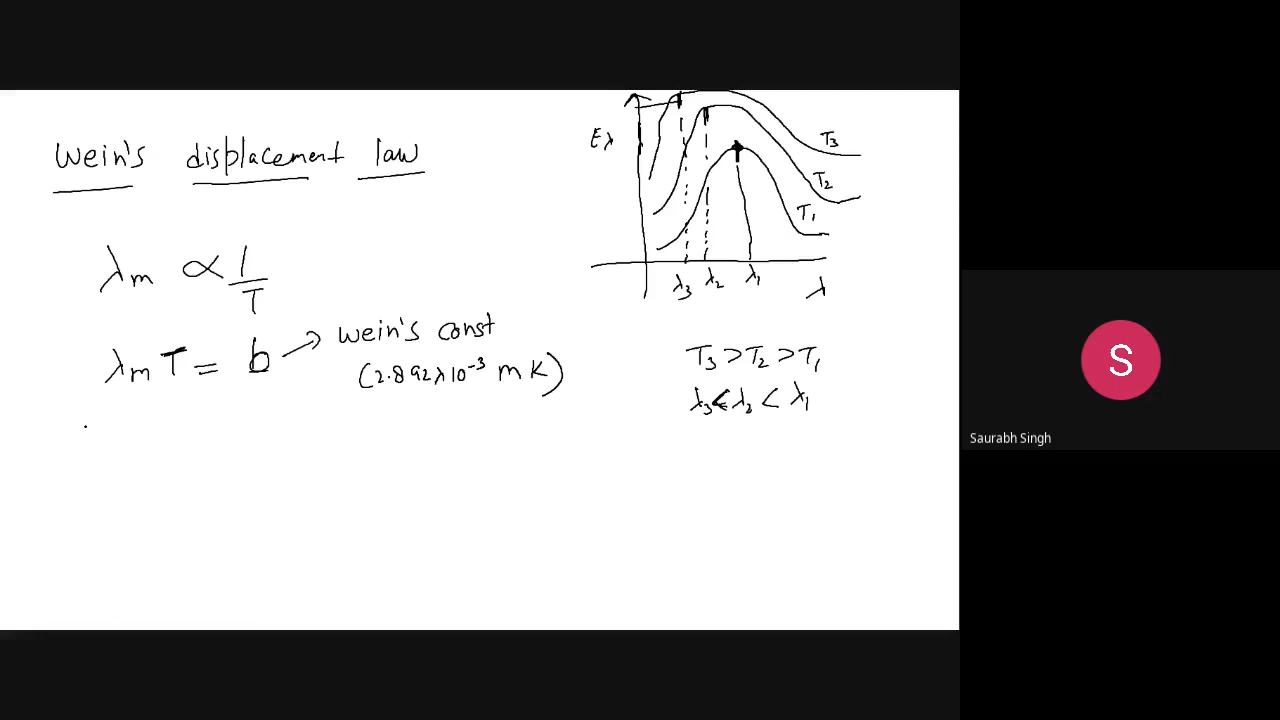 Wein's displacement law
λm ∝ 1/T
λm T = b → Wein's const
(2.892×10⁻³ m K)
Eλ
T3
T2
T1
λ3 λ2 λ1 λ
T3 > T2 > T1
λ3 < λ2 < λ1
S
Saurabh Singh